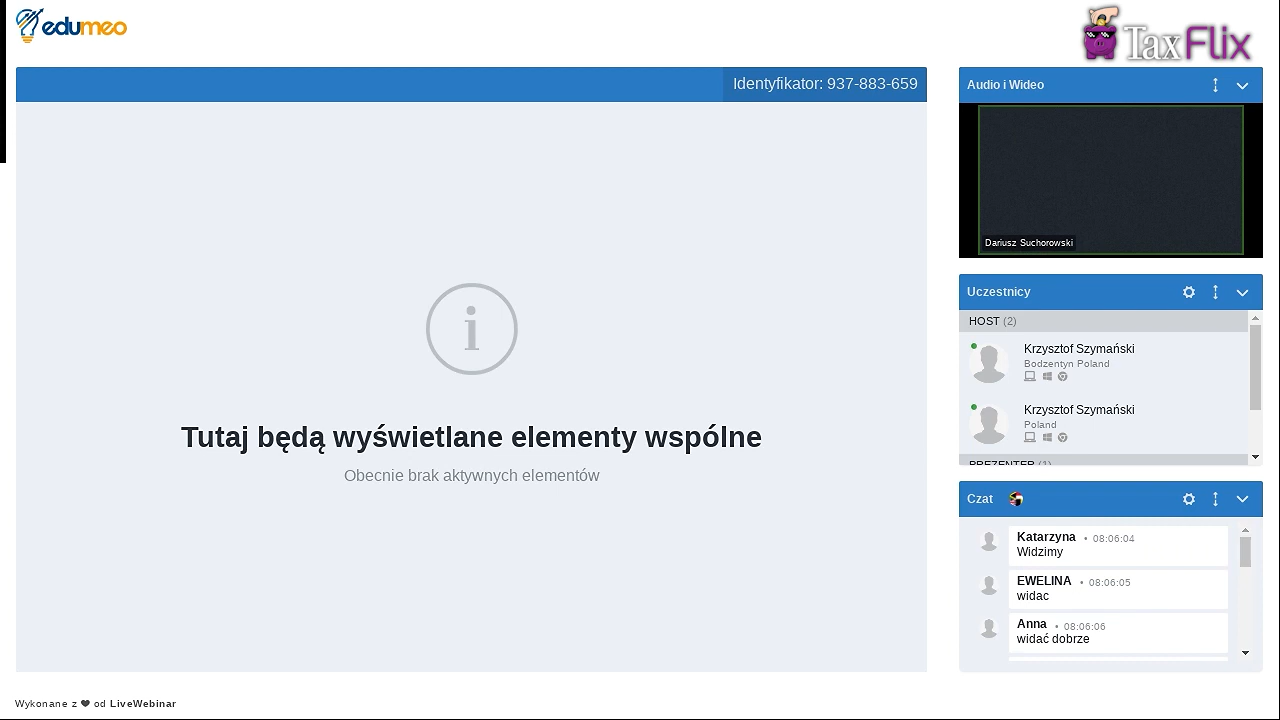 edumeo
TaxFlix
Identyfikator: 937-883-659
Tutaj będą wyświetlane elementy wspólne
Obecnie brak aktywnych elementów
Audio i Wideo
Dariusz Suchorowski
Uczestnicy
HOST (2)
Krzysztof Szymański
Bodzentyn Poland
Krzysztof Szymański
Poland
PREZENTER (1)
Czat
Katarzyna • 08:06:04
Widzimy
EWELINA • 08:06:05
widac
Anna • 08:06:06
widać dobrze
Wykonane z ❤ od LiveWebinar